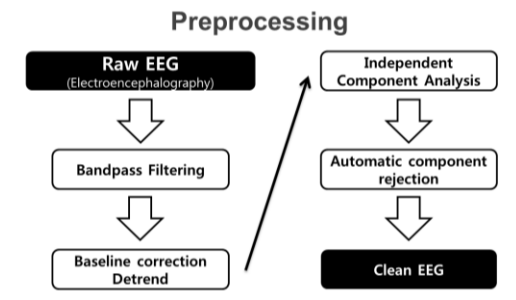 Preprocessing
Raw EEG
(Electroencephalography)
Bandpass Filtering
Baseline correction
Detrend
Independent
Component Analysis
Automatic component
rejection
Clean EEG